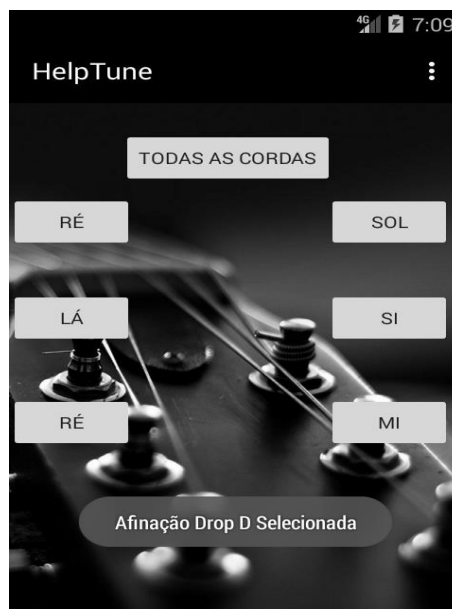 4G 7:09
HelpTune
TODAS AS CORDAS
RÉ SOL
LÁ SI
RÉ MI
Afinação Drop D Selecionada